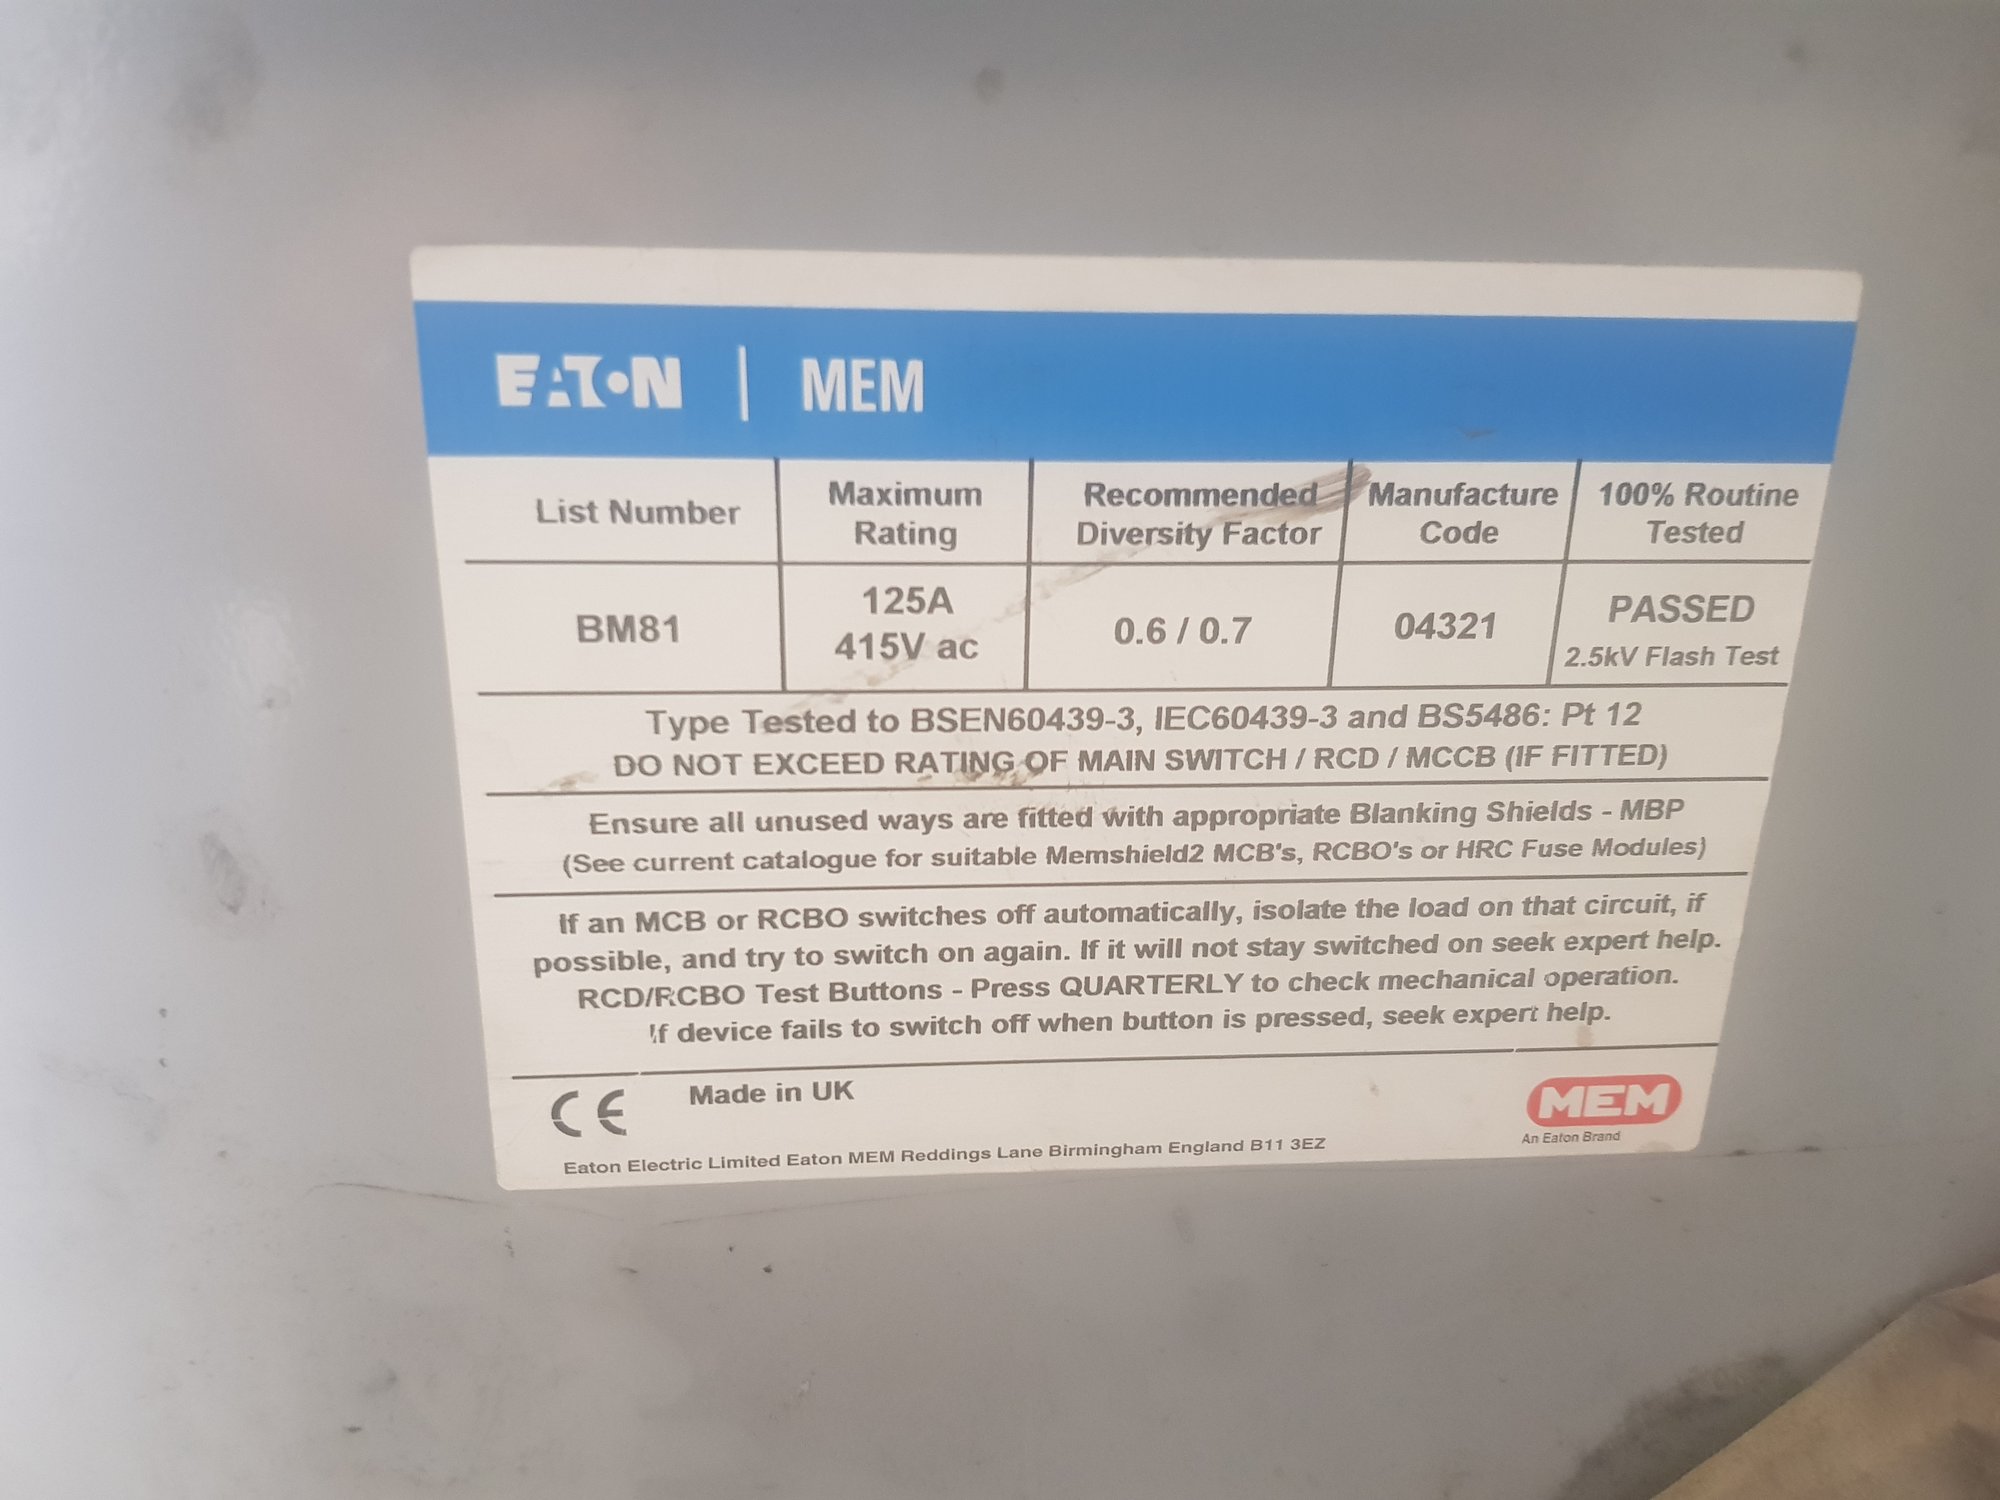 EATON | MEM
List Number
Maximum Rating
Recommended Diversity Factor
Manufacture Code
100% Routine Tested
BM81
125A
415V ac
0.6 / 0.7
04321
PASSED
2.5kV Flash Test
Type Tested to BSEN60439-3, IEC60439-3 and BS5486: Pt 12
DO NOT EXCEED RATING OF MAIN SWITCH / RCD / MCCB (IF FITTED)
Ensure all unused ways are fitted with appropriate Blanking Shields - MBP
(See current catalogue for suitable Memshield2 MCB's, RCBO's or HRC Fuse Modules)
If an MCB or RCBO switches off automatically, isolate the load on that circuit, if
possible, and try to switch on again. If it will not stay switched on seek expert help.
RCD/RCBO Test Buttons - Press QUARTERLY to check mechanical operation.
If device fails to switch off when button is pressed, seek expert help.
CE
Made in UK
MEM
An Eaton Brand
Eaton Electric Limited Eaton MEM Reddings Lane Birmingham England B11 3EZ